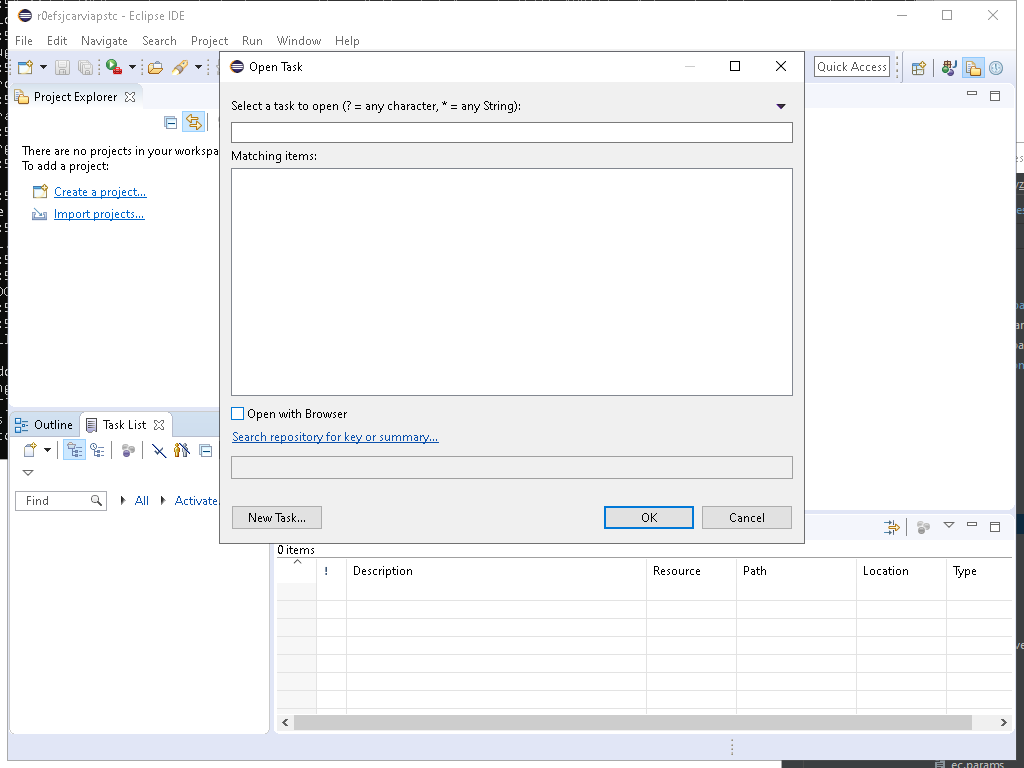 r0efsjcarviapstc - Eclipse IDE
File Edit Navigate Search Project Run Window Help
Open Task
Quick Access
Project Explorer
Select a task to open (? = any character, * = any String):
There are no projects in your workspa
To add a project:
Matching items:
Create a project...
Import projects...
Open with Browser
Outline Task List
Search repository for key or summary...
Find All Activate.
New Task... OK Cancel
0 items
! Description Resource Path Location Type
ec.params